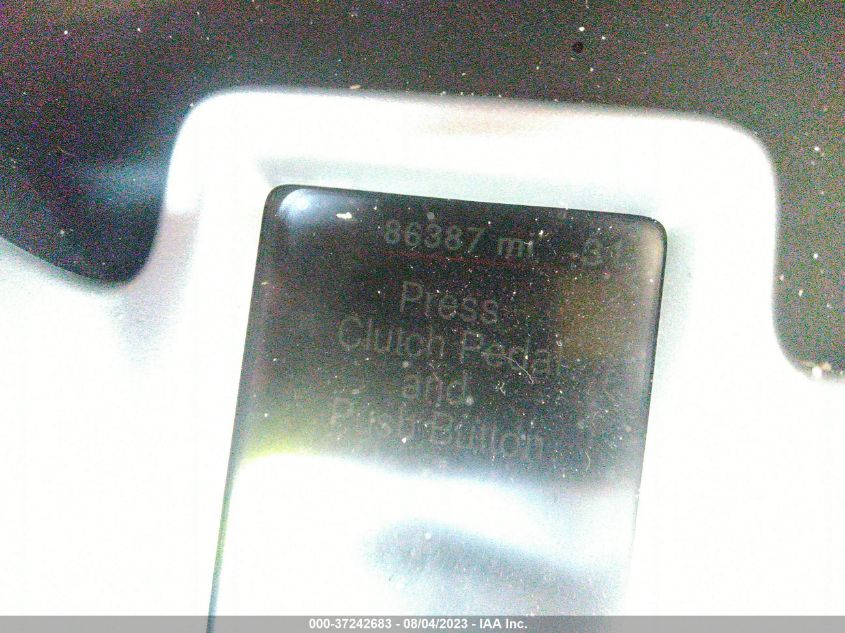 86387 mi
Press
Clutch Pedal
and
Push Button
000-37242683 - 08/04/2023 - IAA Inc.